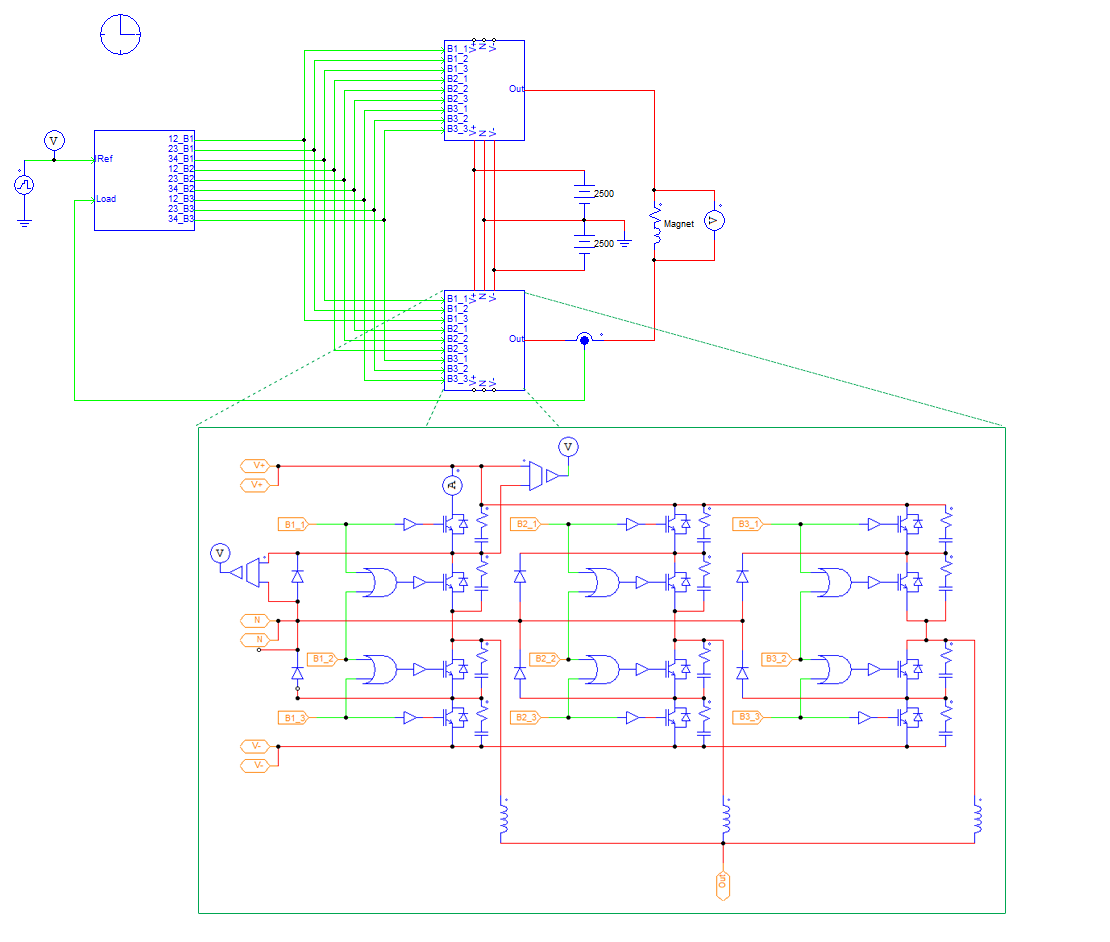 V
Ref
Load
12_B1
23_B1
34_B1
12_B2
23_B2
34_B2
12_B3
23_B3
34_B3
V+ N V-
B1_1
B1_2
B1_3
B2_1
B2_2
B2_3
B3_1
B3_2
B3_3
Out
V+ N V-
2500
2500
Magnet
V
V+ N V-
B1_1
B1_2
B1_3
B2_1
B2_2
B2_3
B3_1
B3_2
B3_3
Out
V+ N V-
V
V+
V+
A
B1_1
B2_1
B3_1
V
N
N
B1_2
B2_2
B3_2
B1_3
B2_3
B3_3
V-
V-
Out